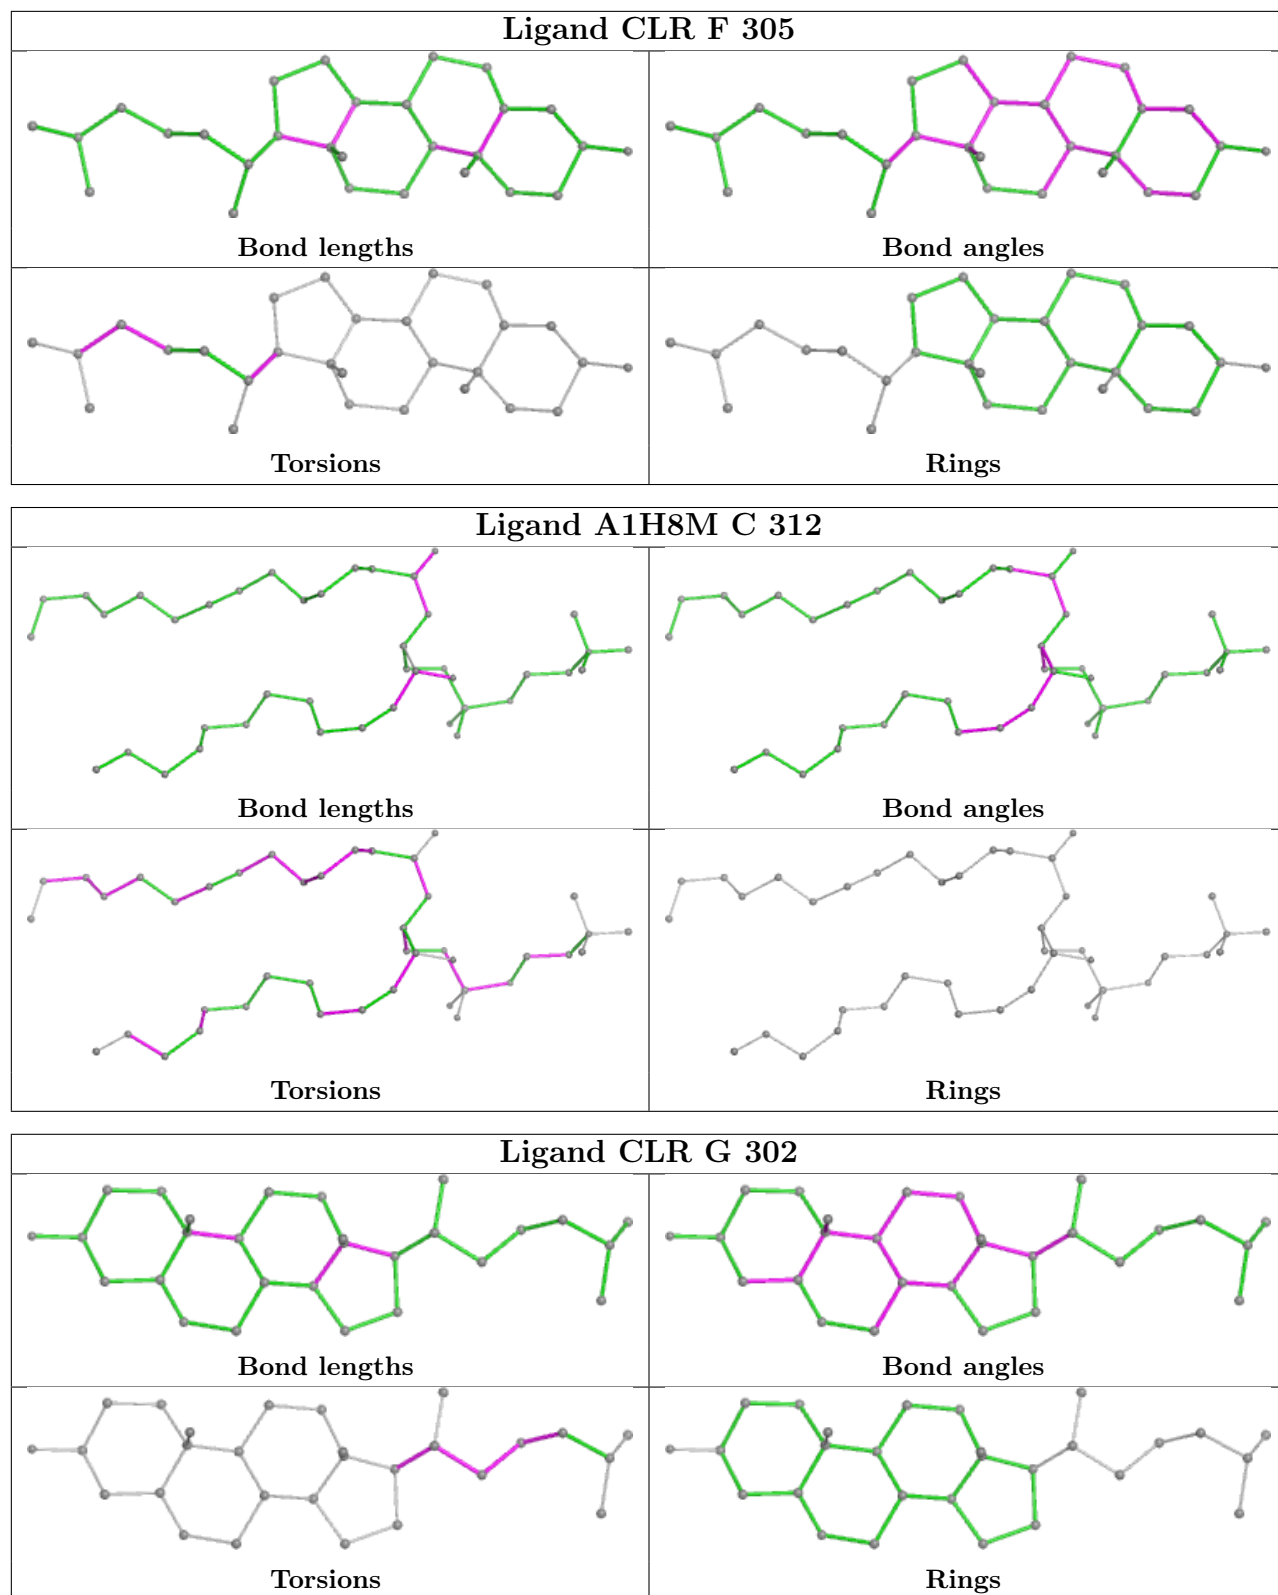 Ligand CLR F 305
Bond lengths
Bond angles
Torsions
Rings
Ligand A1H8M C 312
Bond lengths
Bond angles
Torsions
Rings
Ligand CLR G 302
Bond lengths
Bond angles
Torsions
Rings